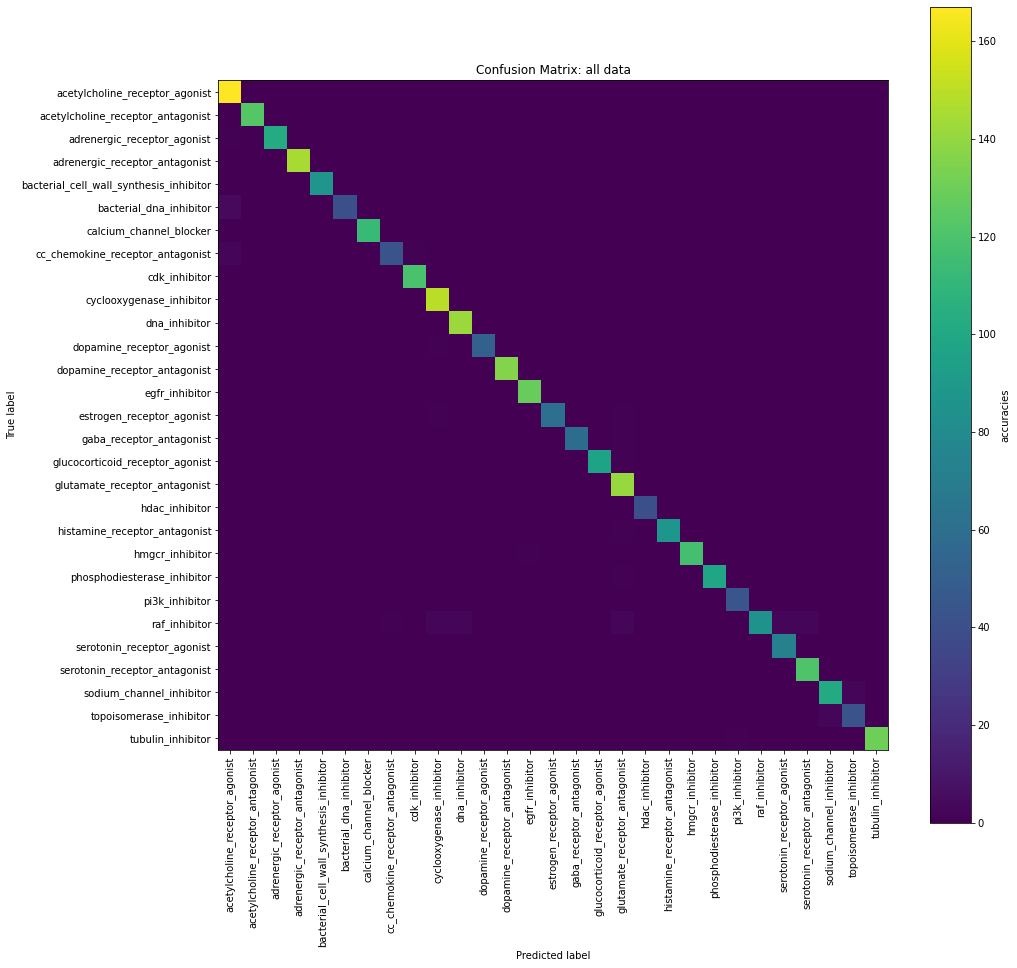 Confusion Matrix: all data
True label
acetylcholine_receptor_agonist
acetylcholine_receptor_antagonist
adrenergic_receptor_agonist
adrenergic_receptor_antagonist
bacterial_cell_wall_synthesis_inhibitor
bacterial_dna_inhibitor
calcium_channel_blocker
cc_chemokine_receptor_antagonist
cdk_inhibitor
cyclooxygenase_inhibitor
dna_inhibitor
dopamine_receptor_agonist
dopamine_receptor_antagonist
egfr_inhibitor
estrogen_receptor_agonist
gaba_receptor_antagonist
glucocorticoid_receptor_agonist
glutamate_receptor_antagonist
hdac_inhibitor
histamine_receptor_antagonist
hmgcr_inhibitor
phosphodiesterase_inhibitor
pi3k_inhibitor
raf_inhibitor
serotonin_receptor_agonist
serotonin_receptor_antagonist
sodium_channel_inhibitor
topoisomerase_inhibitor
tubulin_inhibitor
acetylcholine_receptor_agonist
acetylcholine_receptor_antagonist
adrenergic_receptor_agonist
adrenergic_receptor_antagonist
bacterial_cell_wall_synthesis_inhibitor
bacterial_dna_inhibitor
calcium_channel_blocker
cc_chemokine_receptor_antagonist
cdk_inhibitor
cyclooxygenase_inhibitor
dna_inhibitor
dopamine_receptor_agonist
dopamine_receptor_antagonist
egfr_inhibitor
estrogen_receptor_agonist
gaba_receptor_antagonist
glucocorticoid_receptor_agonist
glutamate_receptor_antagonist
hdac_inhibitor
histamine_receptor_antagonist
hmgcr_inhibitor
phosphodiesterase_inhibitor
pi3k_inhibitor
raf_inhibitor
serotonin_receptor_agonist
serotonin_receptor_antagonist
sodium_channel_inhibitor
topoisomerase_inhibitor
tubulin_inhibitor
Predicted label
160
140
120
100
80
60
40
20
0
accuracies